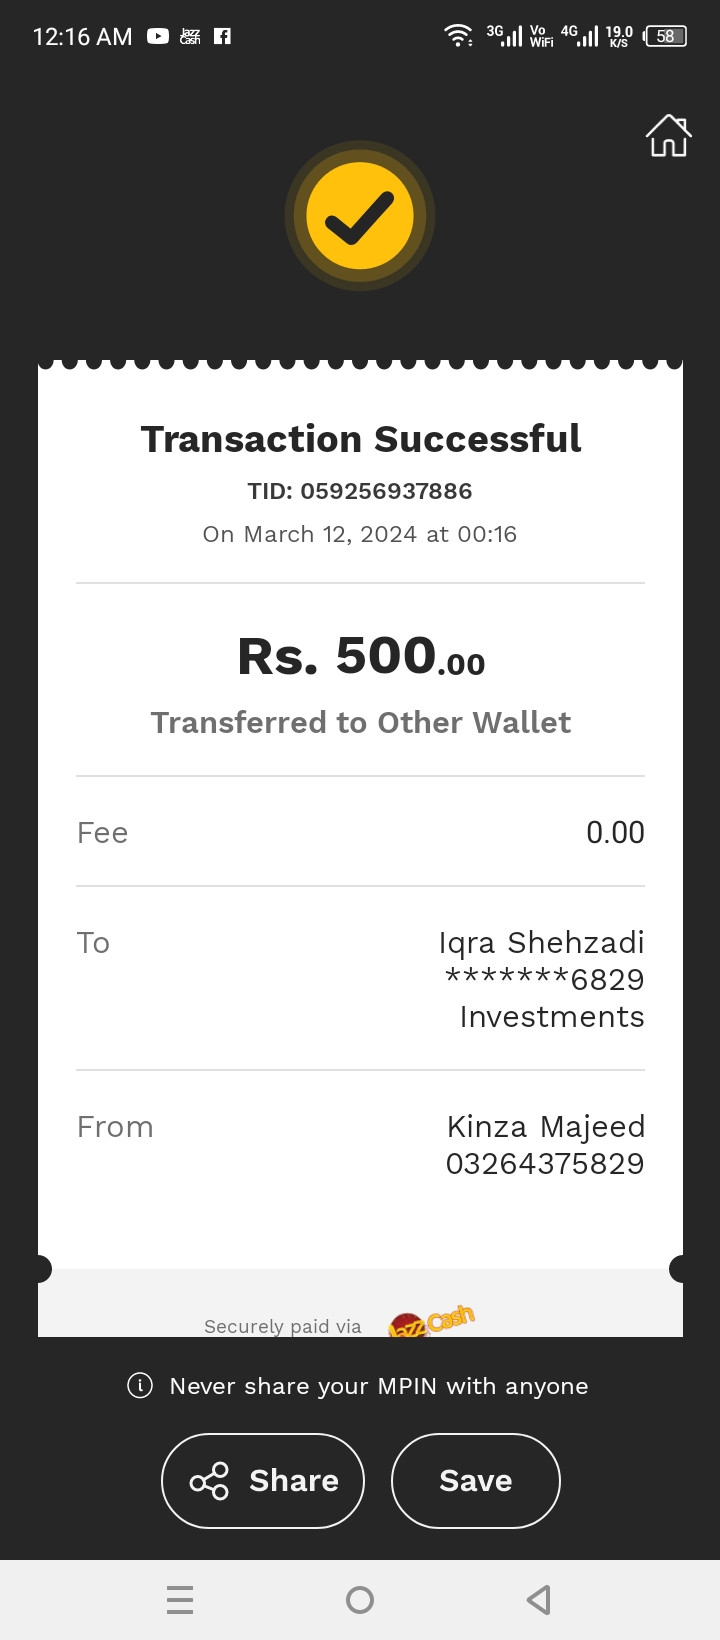 12:16 AM Jazz Cash 3G Vo WiFi 4G 19.0 K/S 58
Transaction Successful
TID: 059256937886
On March 12, 2024 at 00:16
Rs. 500.00
Transferred to Other Wallet
Fee 0.00
To Iqra Shehzadi
*******6829
Investments
From Kinza Majeed
03264375829
Securely paid via JazzCash
Never share your MPIN with anyone
Share Save